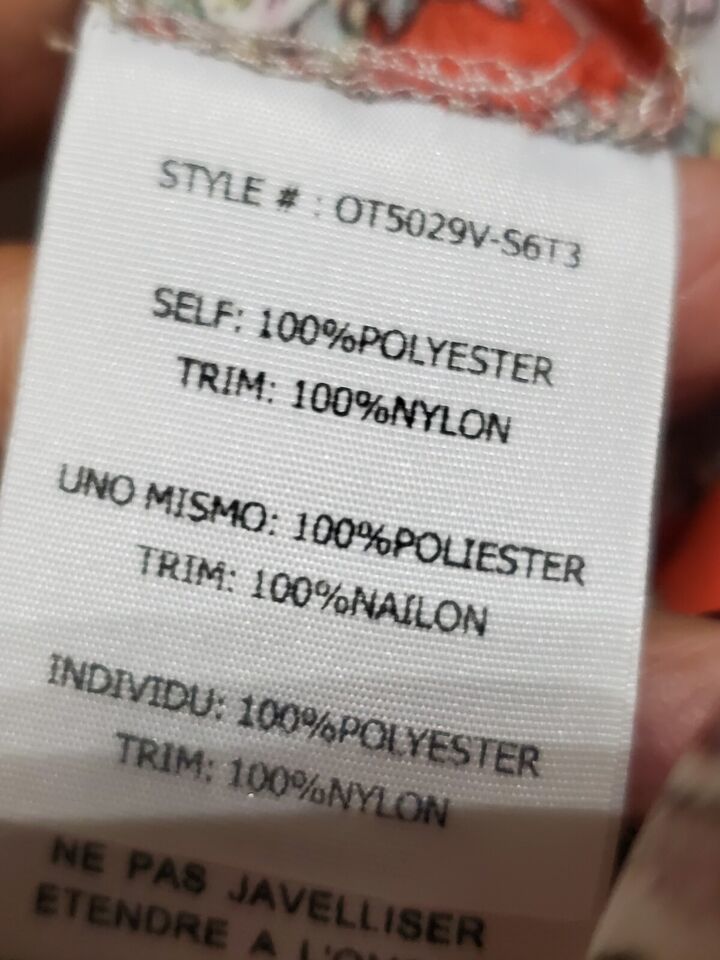 STYLE # : OT5029V-S6T3
SELF: 100%POLYESTER
TRIM: 100%NYLON
UNO MISMO: 100%POLIESTER
TRIM: 100%NAILON
INDIVIDU: 100%POLYESTER
TRIM: 100%NYLON
NE PAS JAVELLISER
ETENDRE A